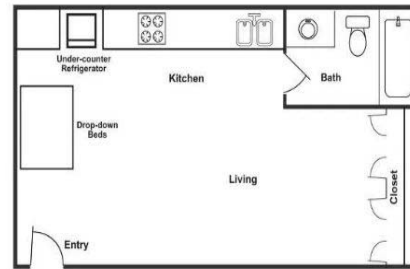 Under-counter
Refrigerator
Kitchen
Bath
Drop-down
Beds
Living
Closet
Entry